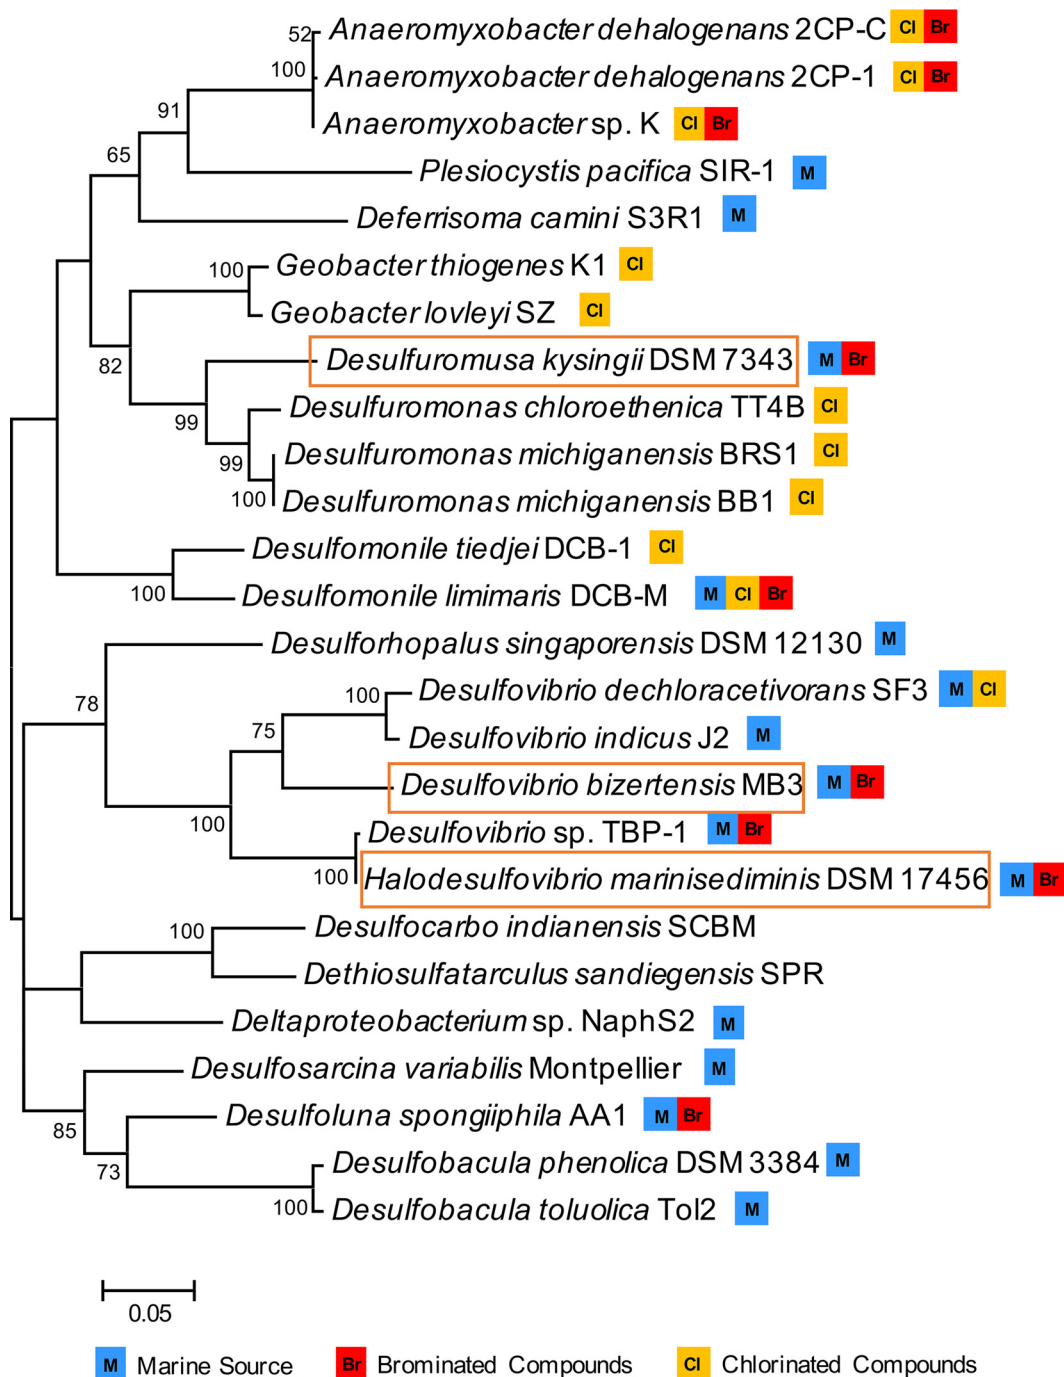 52
Anaeromyxobacter dehalogenans 2CP-C Cl Br
100
Anaeromyxobacter dehalogenans 2CP-1 Cl Br
91
Anaeromyxobacter sp. K Cl Br
65
Plesiocystis pacifica SIR-1 M
Deferrisoma camini S3R1 M
100
Geobacter thiogenes K1 Cl
Geobacter lovleyi SZ Cl
82
Desulfuromusa kysingii DSM 7343 M Br
99
Desulfuromonas chloroethenica TT4B Cl
99
Desulfuromonas michiganensis BRS1 Cl
100
Desulfuromonas michiganensis BB1 Cl
Desulfomonile tiedjei DCB-1 Cl
100
Desulfomonile limimaris DCB-M M Cl Br
Desulforhopalus singaporensis DSM 12130 M
78
100
Desulfovibrio dechloracetivorans SF3 M Cl
75
Desulfovibrio indicus J2 M
Desulfovibrio bizertensis MB3 M Br
100
Desulfovibrio sp. TBP-1 M Br
100
Halodesulfovibrio marinisediminis DSM 17456 M Br
100
Desulfocarbo indianensis SCBM
Dethiosulfatarculus sandiegensis SPR
Deltaproteobacterium sp. NaphS2 M
Desulfosarcina variabilis Montpellier M
85
Desulfoluna spongiiphila AA1 M Br
73
Desulfobacula phenolica DSM 3384 M
100
Desulfobacula toluolica Tol2 M
0.05
M Marine Source Br Brominated Compounds Cl Chlorinated Compounds